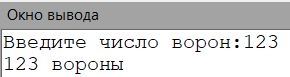 Окно вывода
Введите число ворон:123
123 вороны